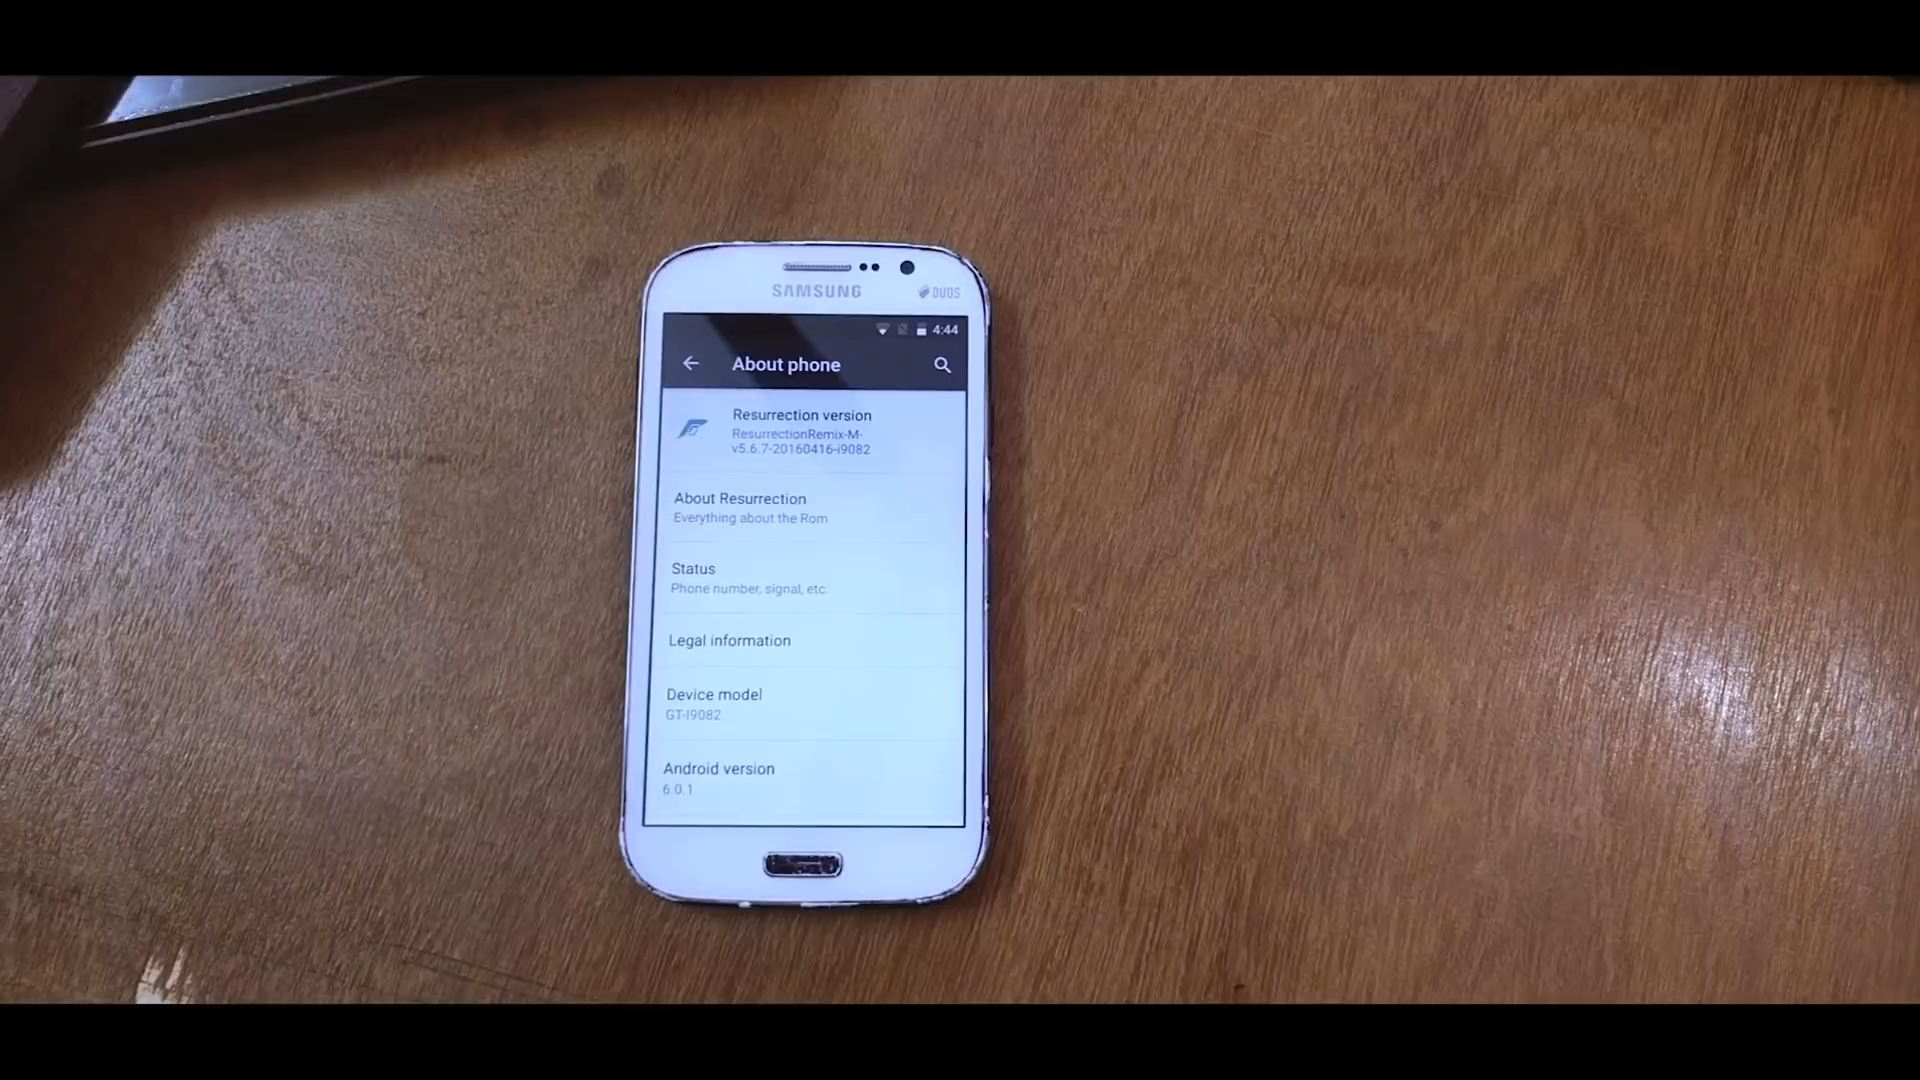 SAMSUNG
DUOS
4:44
About phone
Resurrection version
ResurrectionRemix-M-
v5.6.7-20160416-i9082
About Resurrection
Everything about the Rom
Status
Phone number, signal, etc.
Legal information
Device model
GT-I9082
Android version
6.0.1